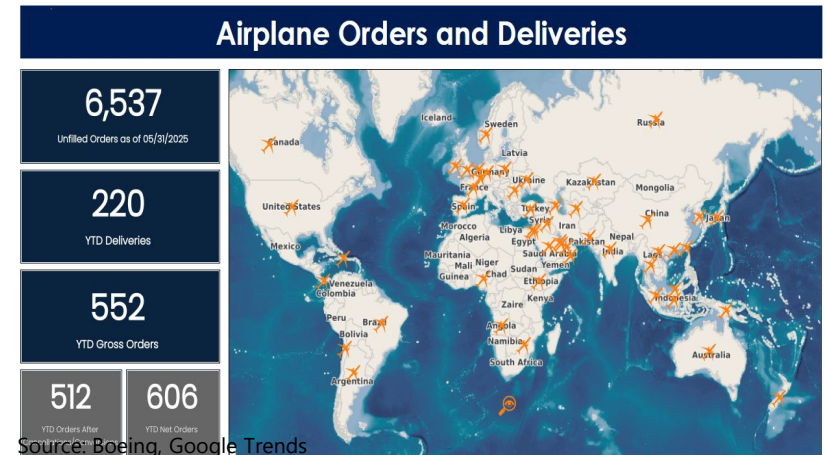 Airplane Orders and Deliveries
6,537
Unfilled Orders as of 05/31/2025
220
YTD Deliveries
552
YTD Gross Orders
512
YTD Orders After
606
YTD Net Orders
Source: Boeing, Google Trends
Iceland
Sweden
Russia
Canada
Latvia
Germany
Ukraine
Kazakhstan
France
Mongolia
United States
Spain
Turkey
China
Japan
Syria
Morocco
Iran
Libya
Nepal
Mexico
Algeria
Egypt
Pakistan
India
Mauritania
Saudi Arabia
Laos
Mali
Niger
Yemen
Guinea
Chad
Sudan
Venezuela
Ethiopia
Colombia
Kenya
Indonesia
Zaire
Peru
Brazil
Angola
Bolivia
Namibia
Australia
South Africa
Argentina